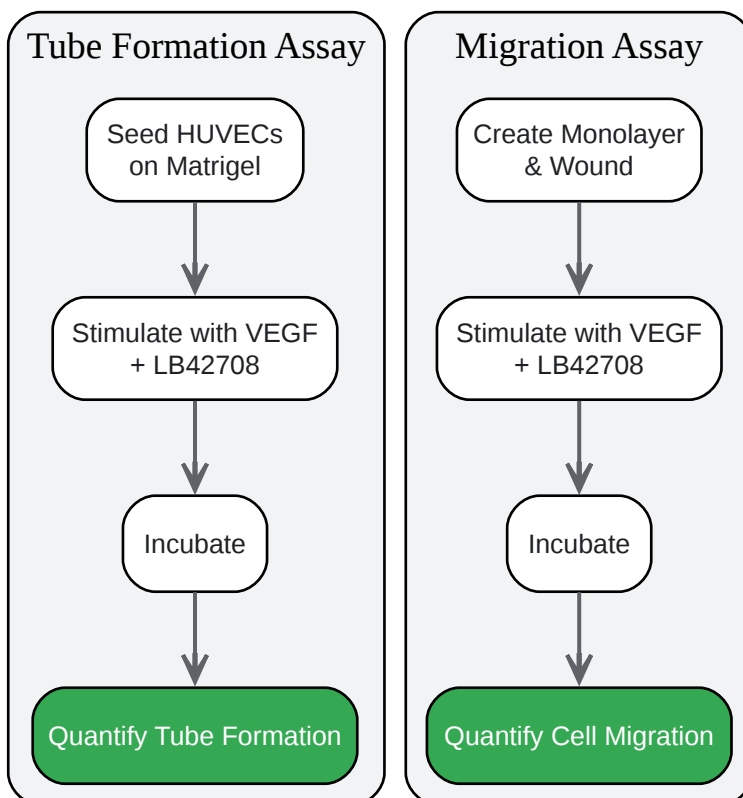 Tube Formation Assay
Seed HUVECs
on Matrigel
Stimulate with VEGF
+ LB42708
Incubate
Quantify Tube Formation
Migration Assay
Create Monolayer
& Wound
Stimulate with VEGF
+ LB42708
Incubate
Quantify Cell Migration